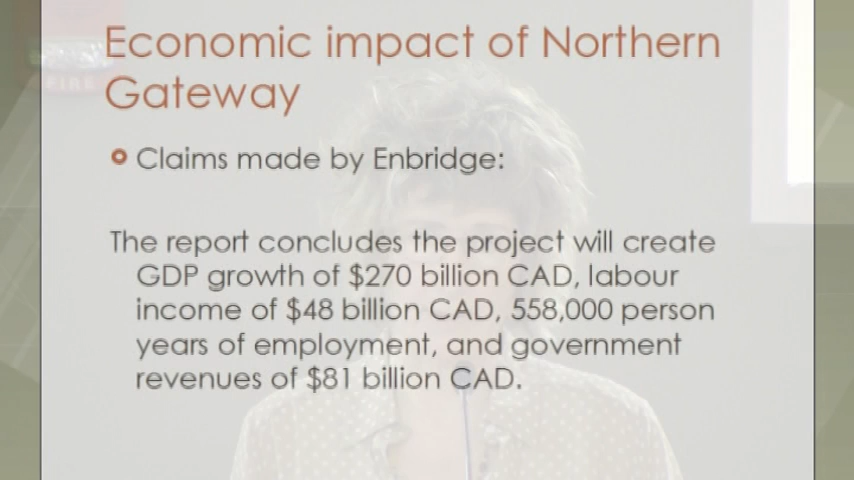 Economic impact of Northern
Gateway
Claims made by Enbridge:
The report concludes the project will create
GDP growth of $270 billion CAD, labour
income of $48 billion CAD, 558,000 person
years of employment, and government
revenues of $81 billion CAD.
FIRE